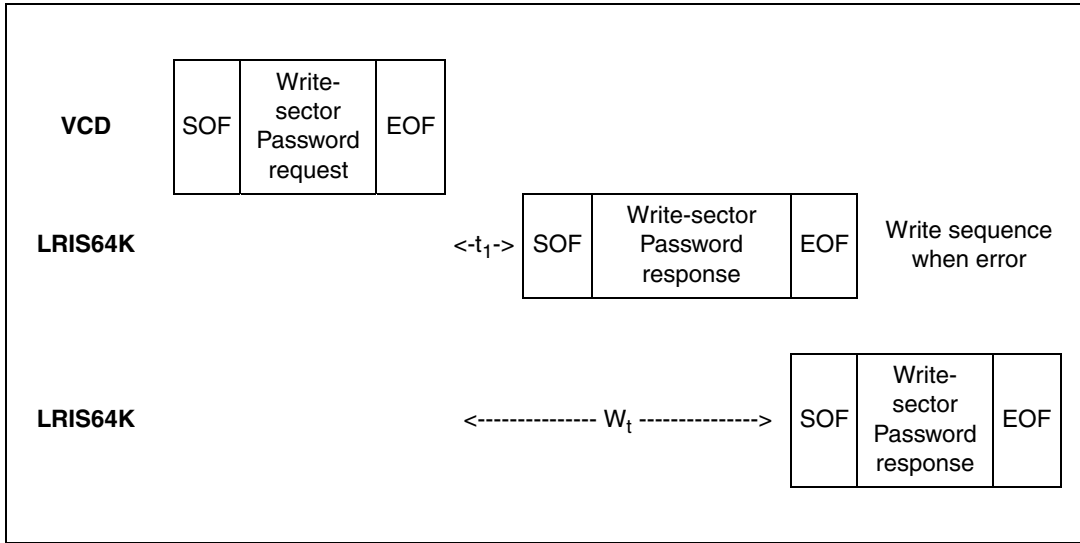 VCD
SOF
Write-
sector
Password
request
EOF
LRIS64K
<-t₁->
SOF
Write-sector
Password
response
EOF
Write sequence
when error
LRIS64K
<--------------- Wₜ --------------->
SOF
Write-
sector
Password
response
EOF